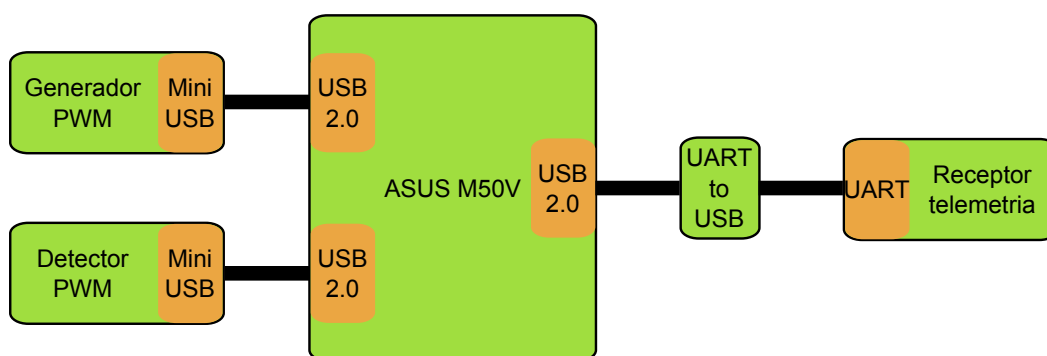 Generador
PWM
Mini
USB
USB
2.0
ASUS M50V
USB
2.0
UART
to
USB
UART
Receptor
telemetria
Detector
PWM
Mini
USB
USB
2.0